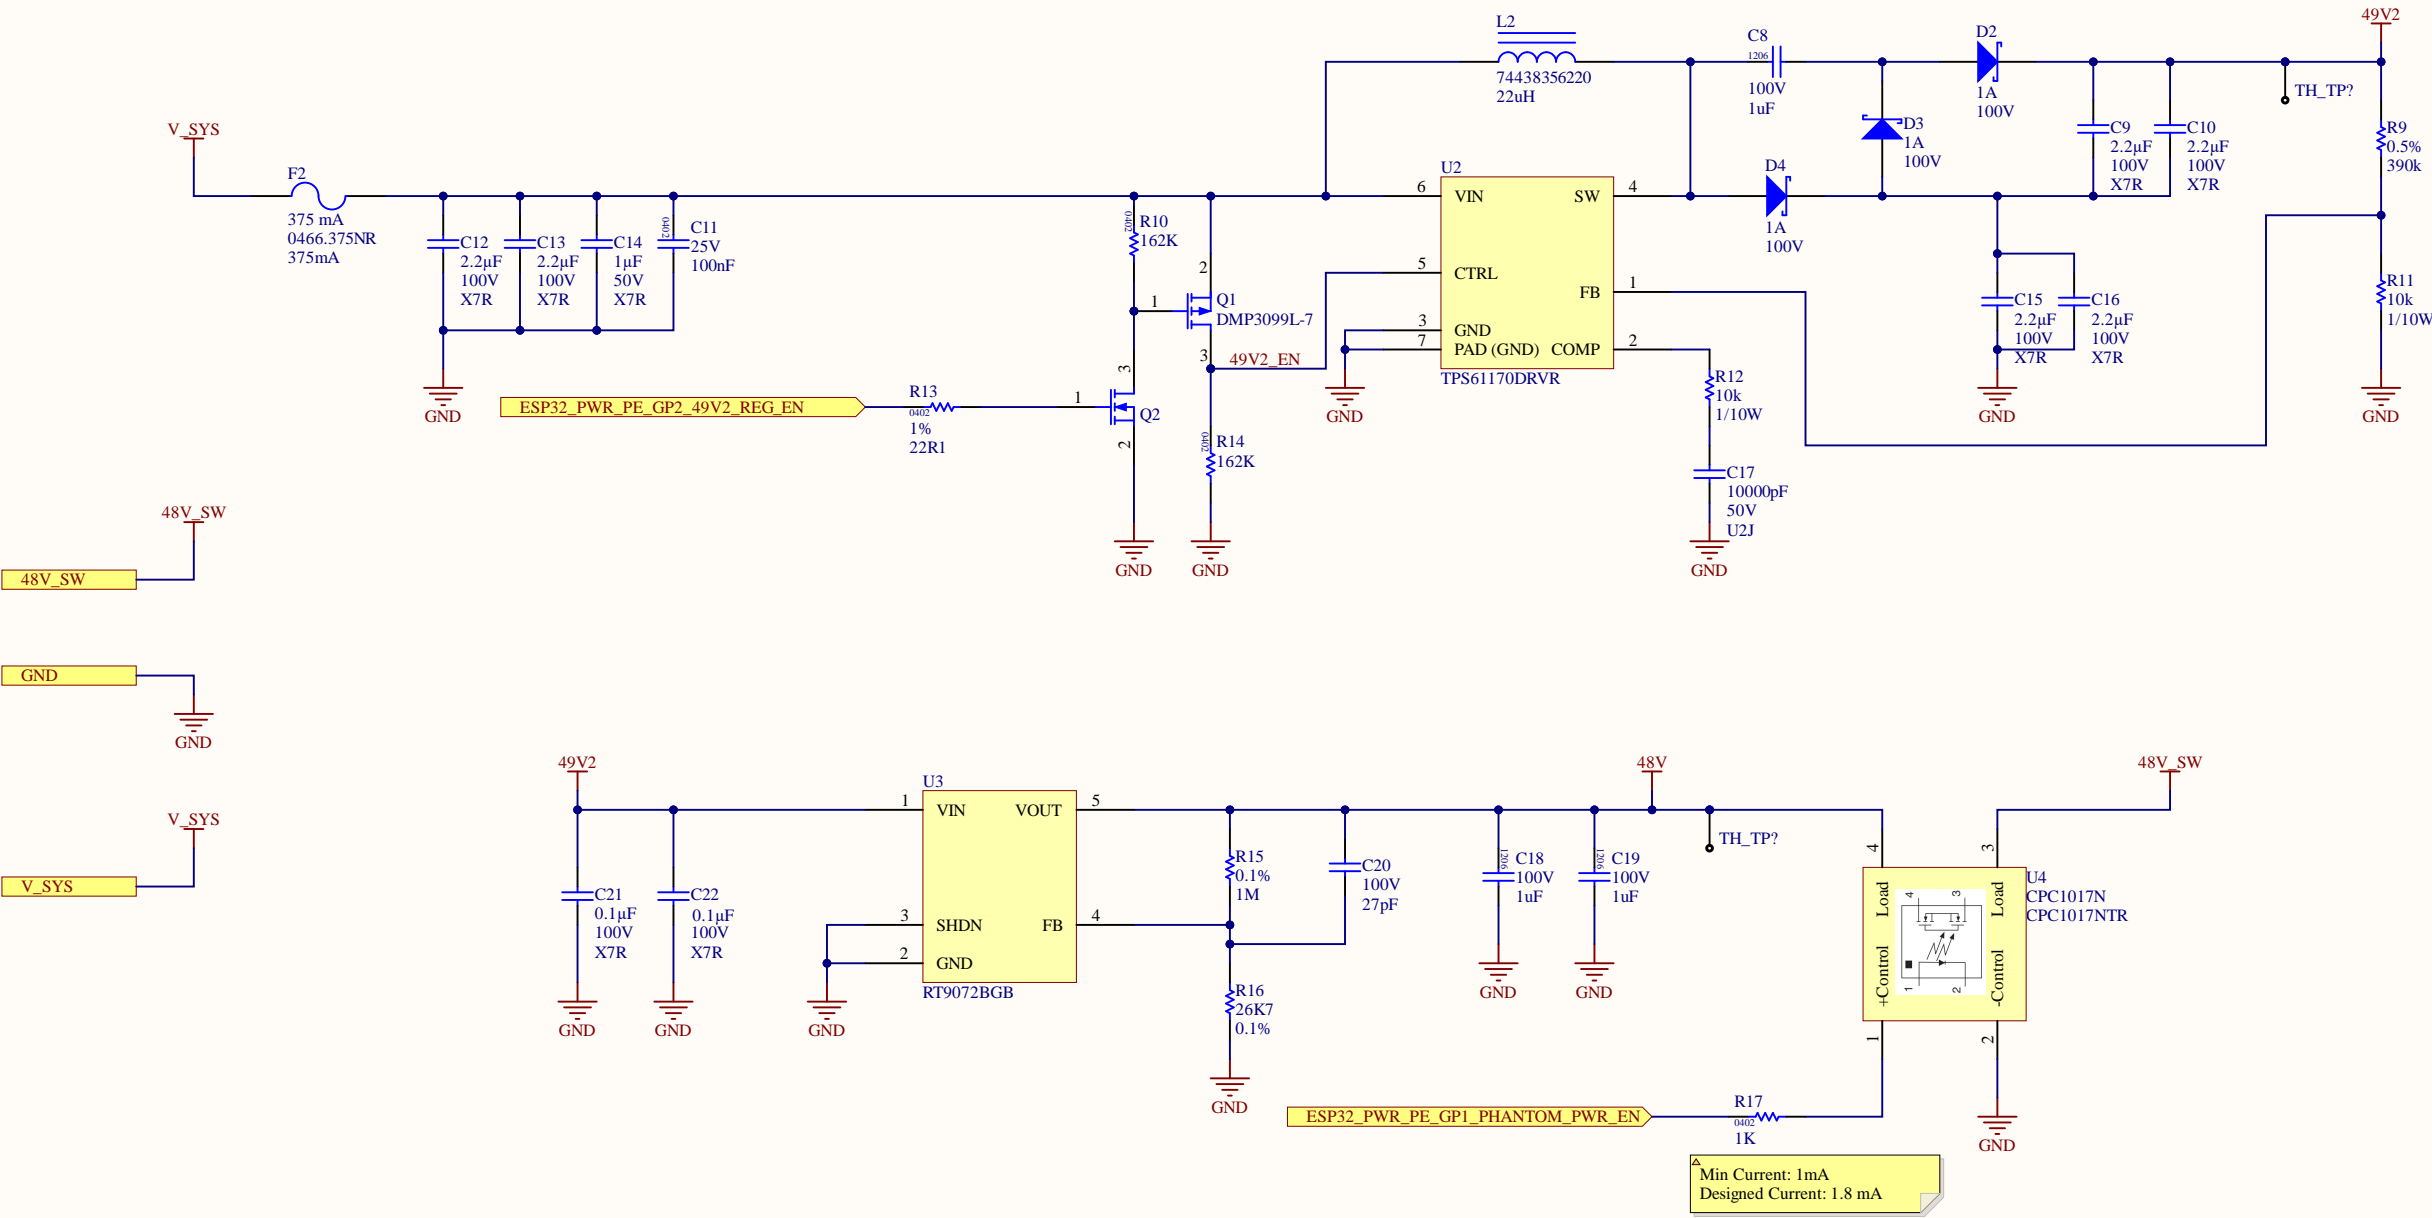 L2
74438356220
22uH
C8
1206
100V
1uF
D2
1A
100V
49V2
TH_TP?
D3
1A
100V
C9
2.2µF
100V
X7R
C10
2.2µF
100V
X7R
R9
0.5%
390k
V_SYS
F2
375 mA
0466.375NR
375mA
C12
2.2µF
100V
X7R
C13
2.2µF
100V
X7R
C14
1µF
50V
X7R
0402
C11
25V
100nF
0402
R10
162K
2
1
Q1
DMP3099L-7
3
49V2_EN
U2
6
VIN
SW
4
5
CTRL
FB
1
3
GND
7
PAD (GND)
COMP
2
TPS61170DRVR
GND
D4
1A
100V
C15
2.2µF
100V
X7R
C16
2.2µF
100V
X7R
GND
R11
10k
1/10W
GND
R12
10k
1/10W
C17
10000pF
50V
U2J
GND
GND
ESP32_PWR_PE_GP2_49V2_REG_EN
R13
0402
1%
22R1
3
1
Q2
2
GND
0402
R14
162K
GND
48V_SW
48V_SW
GND
GND
V_SYS
V_SYS
49V2
C21
0.1µF
100V
X7R
GND
C22
0.1µF
100V
X7R
GND
U3
1
VIN
VOUT
5
3
SHDN
FB
4
2
GND
RT9072BGB
GND
R15
0.1%
1M
C20
100V
27pF
R16
26K7
0.1%
GND
1206
C18
100V
1uF
GND
1206
C19
100V
1uF
GND
48V
TH_TP?
48V_SW
4
3
Load
Load
4
3
+Control
-Control
1
2
U4
CPC1017N
CPC1017NTR
1
2
GND
ESP32_PWR_PE_GP1_PHANTOM_PWR_EN
R17
0402
1K
Min Current: 1mA
Designed Current: 1.8 mA